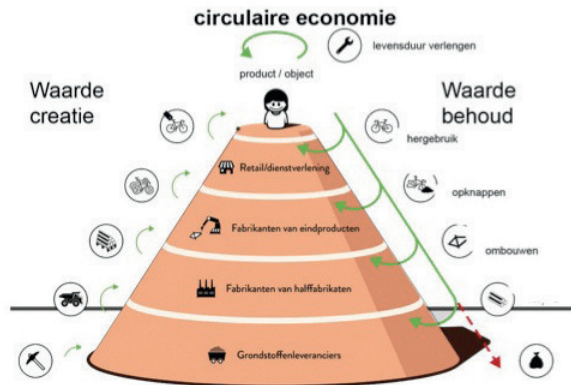 circulaire economie
levensduur verlengen
product / object
Waarde
creatie
Waarde
behoud
hergebruik
Retail/dienstverlening
opknappen
Fabrikanten van eindproducten
ombouwen
Fabrikanten van halffabrikaten
Grondstoffenleveranciers